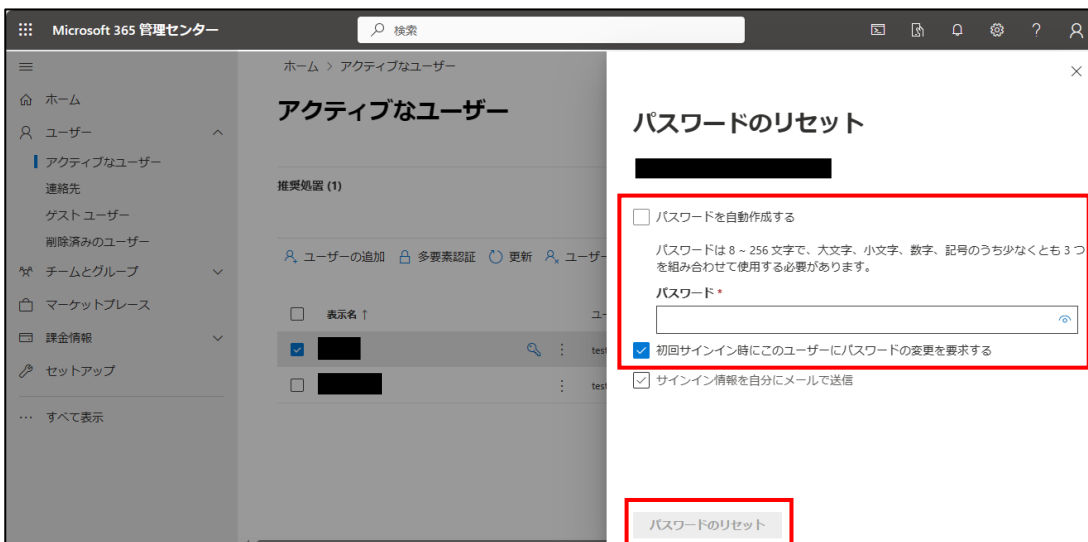 Microsoft 365 管理センター
検索
ホーム
ユーザー
アクティブなユーザー
連絡先
ゲスト ユーザー
削除済みのユーザー
チームとグループ
マーケットプレース
課金情報
セットアップ
すべて表示
ホーム > アクティブなユーザー
アクティブなユーザー
推奨処置 (1)
ユーザーの追加 多要素認証 更新 ユーザー
表示名 ↑ ユー
test
test
パスワードのリセット
パスワードを自動作成する
パスワードは 8 ~ 256 文字で、大文字、小文字、数字、記号のうち少なくとも 3 つ
を組み合わせて使用する必要があります。
パスワード *
初回サインイン時にこのユーザーにパスワードの変更を要求する
サインイン情報を自分にメールで送信
パスワードのリセット